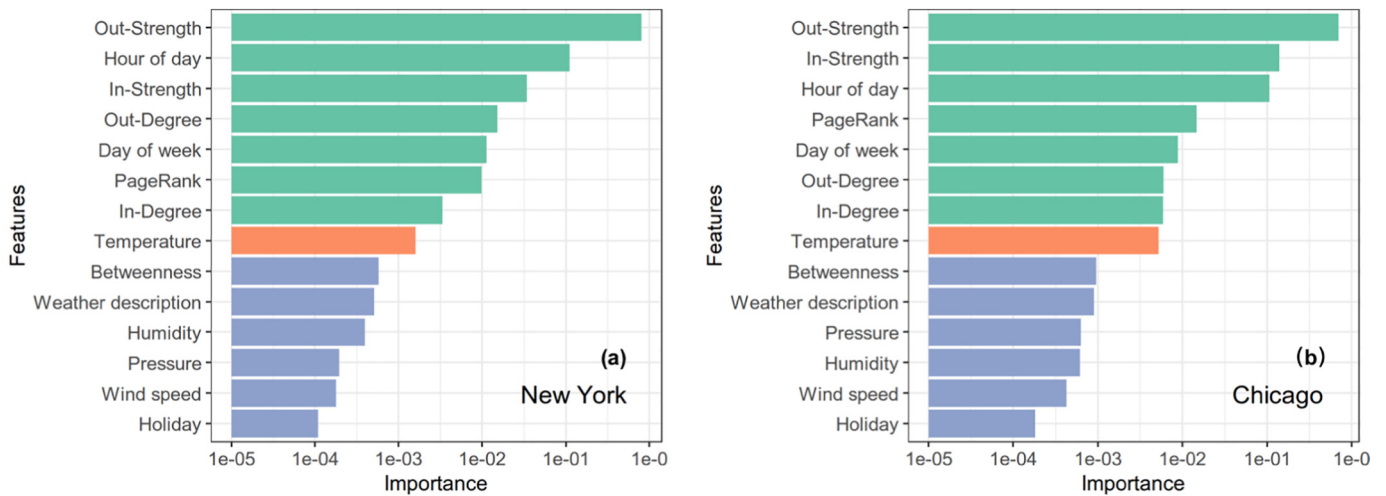 Features
Out-Strength
Hour of day
In-Strength
Out-Degree
Day of week
PageRank
In-Degree
Temperature
Betweenness
Weather description
Humidity
Pressure
Wind speed
Holiday
(a)
New York
1e-05 1e-04 1e-03 1e-02 1e-01 1e-0
Importance
Features
Out-Strength
In-Strength
Hour of day
PageRank
Day of week
Out-Degree
In-Degree
Temperature
Betweenness
Weather description
Pressure
Humidity
Wind speed
Holiday
(b)
Chicago
1e-05 1e-04 1e-03 1e-02 1e-01 1e-0
Importance